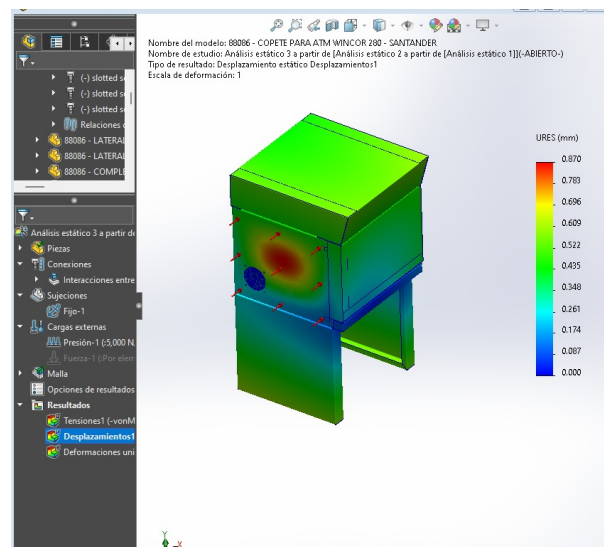 Nombre del modelo: 88086 - COPETE PARA ATM WINCOR 280 - SANTANDER
Nombre de estudio: Análisis estático 3 a partir de [Análisis estático 2 a partir de [Análisis estático 1]](-ABIERTO-)
Tipo de resultado: Desplazamiento estático Desplazamientos1
Escala de deformación: 1
(-) slotted s
(-) slotted s
(-) slotted s
Relaciones
88086 - LATERAL
88086 - LATERAL
88086 - COMPL
Análisis estático 3 a partir de
Piezas
Conexiones
Interacciones entre
Sujeciones
Fijo-1
Cargas externas
Presión-1 (:5,000 N
Fuerza-1 (:Por elem
Malla
Opciones de resultados
Resultados
Tensiones1 (-vonM
Desplazamientos1
Deformaciones uni
URES (mm)
0.870
0.783
0.696
0.609
0.522
0.435
0.348
0.261
0.174
0.087
0.000
Y
X